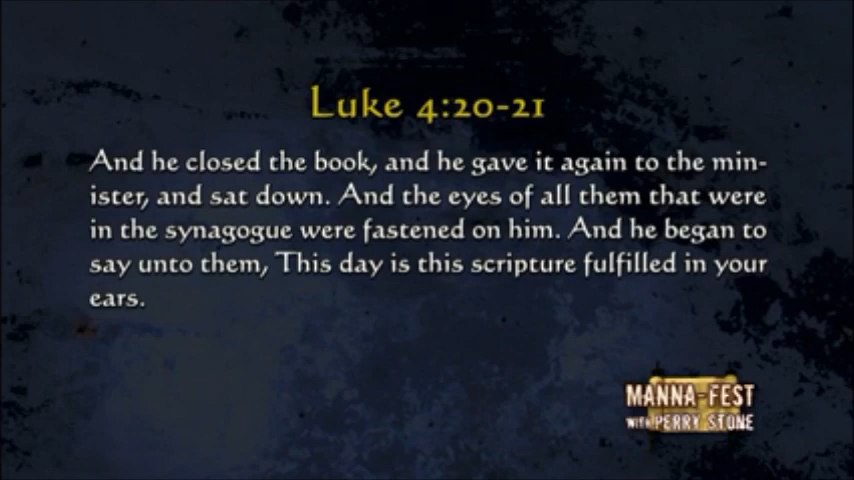 Luke 4:20-21
And he closed the book, and he gave it again to the min-
ister, and sat down. And the eyes of all them that were
in the synagogue were fastened on him. And he began to
say unto them, This day is this scripture fulfilled in your
ears.
MANNA-FEST
WITH PERRY STONE